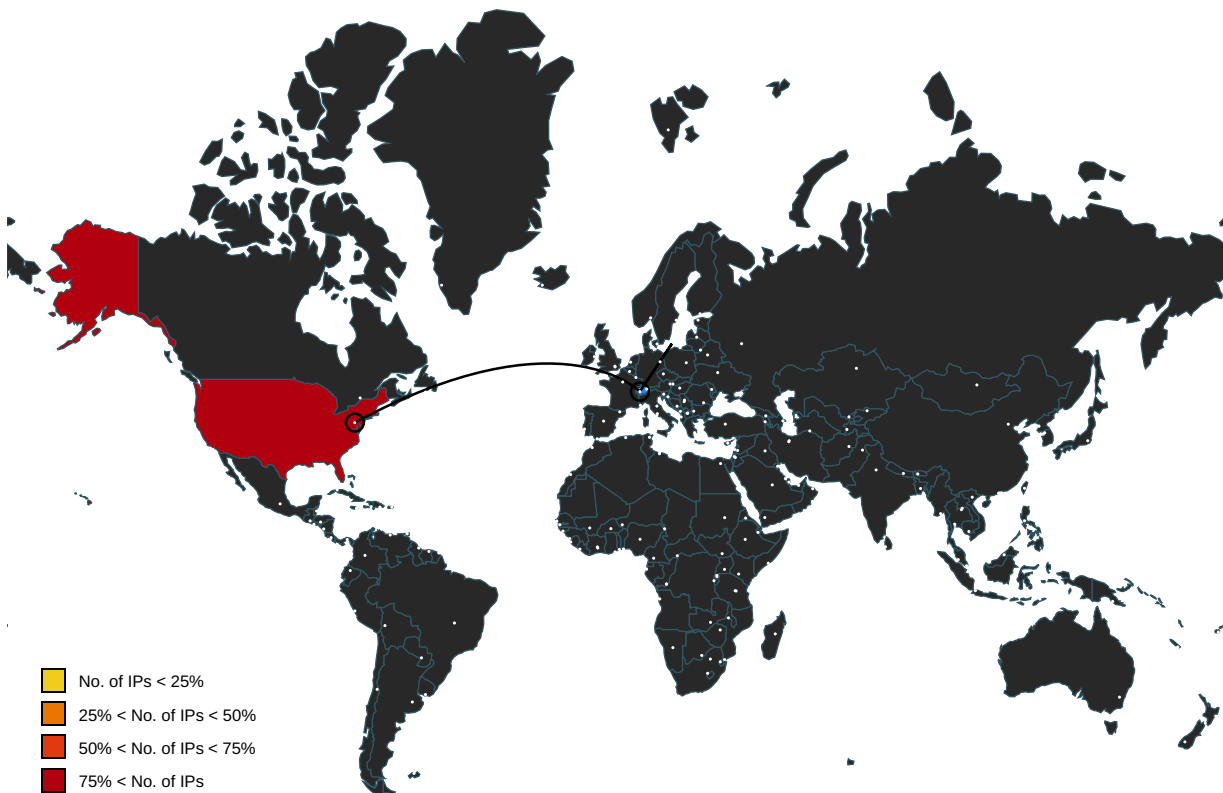 No. of IPs < 25%
25% < No. of IPs < 50%
50% < No. of IPs < 75%
75% < No. of IPs